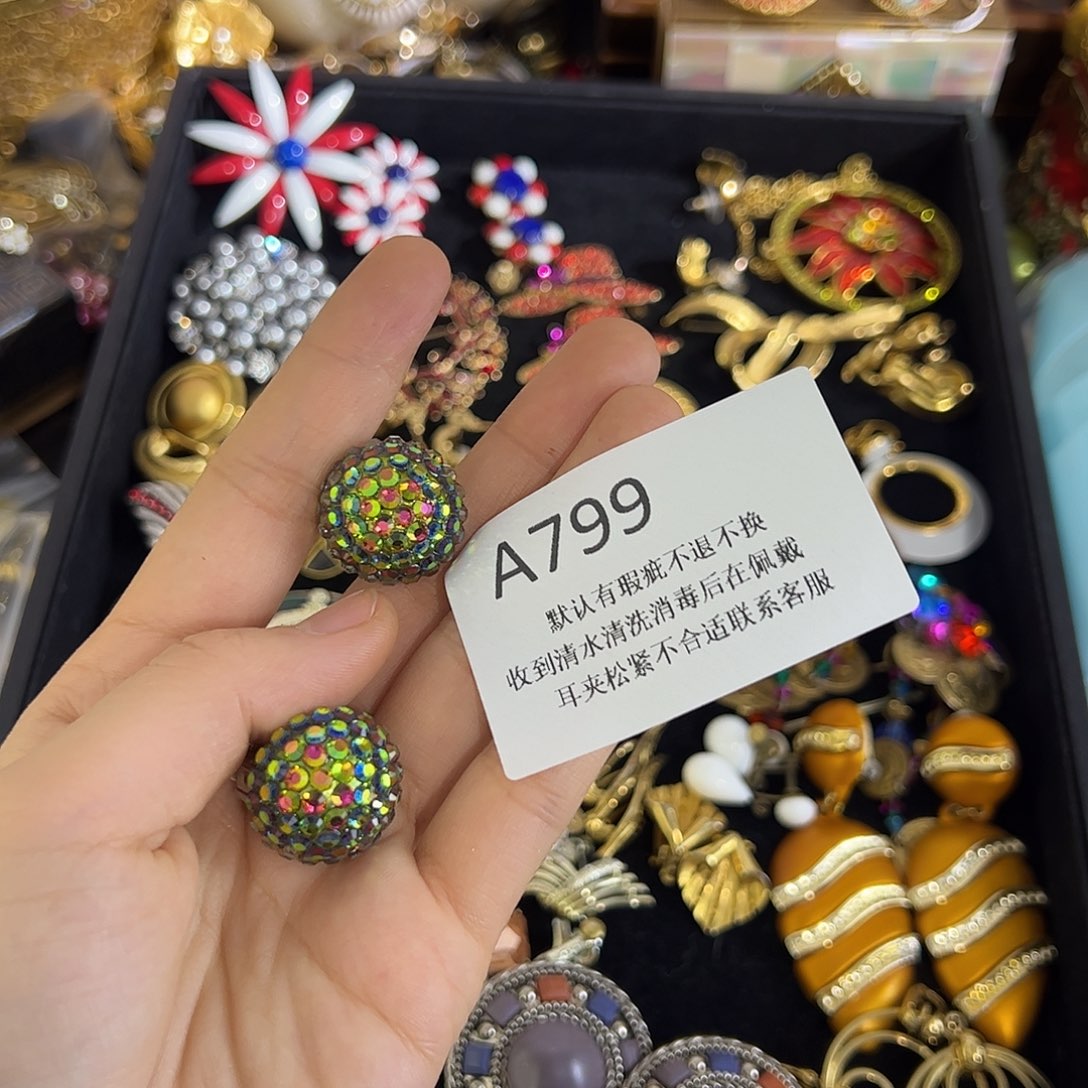 A799
默认有瑕疵不退不换
收到清水清洗消毒后在佩戴
耳夹松紧不合适联系客服